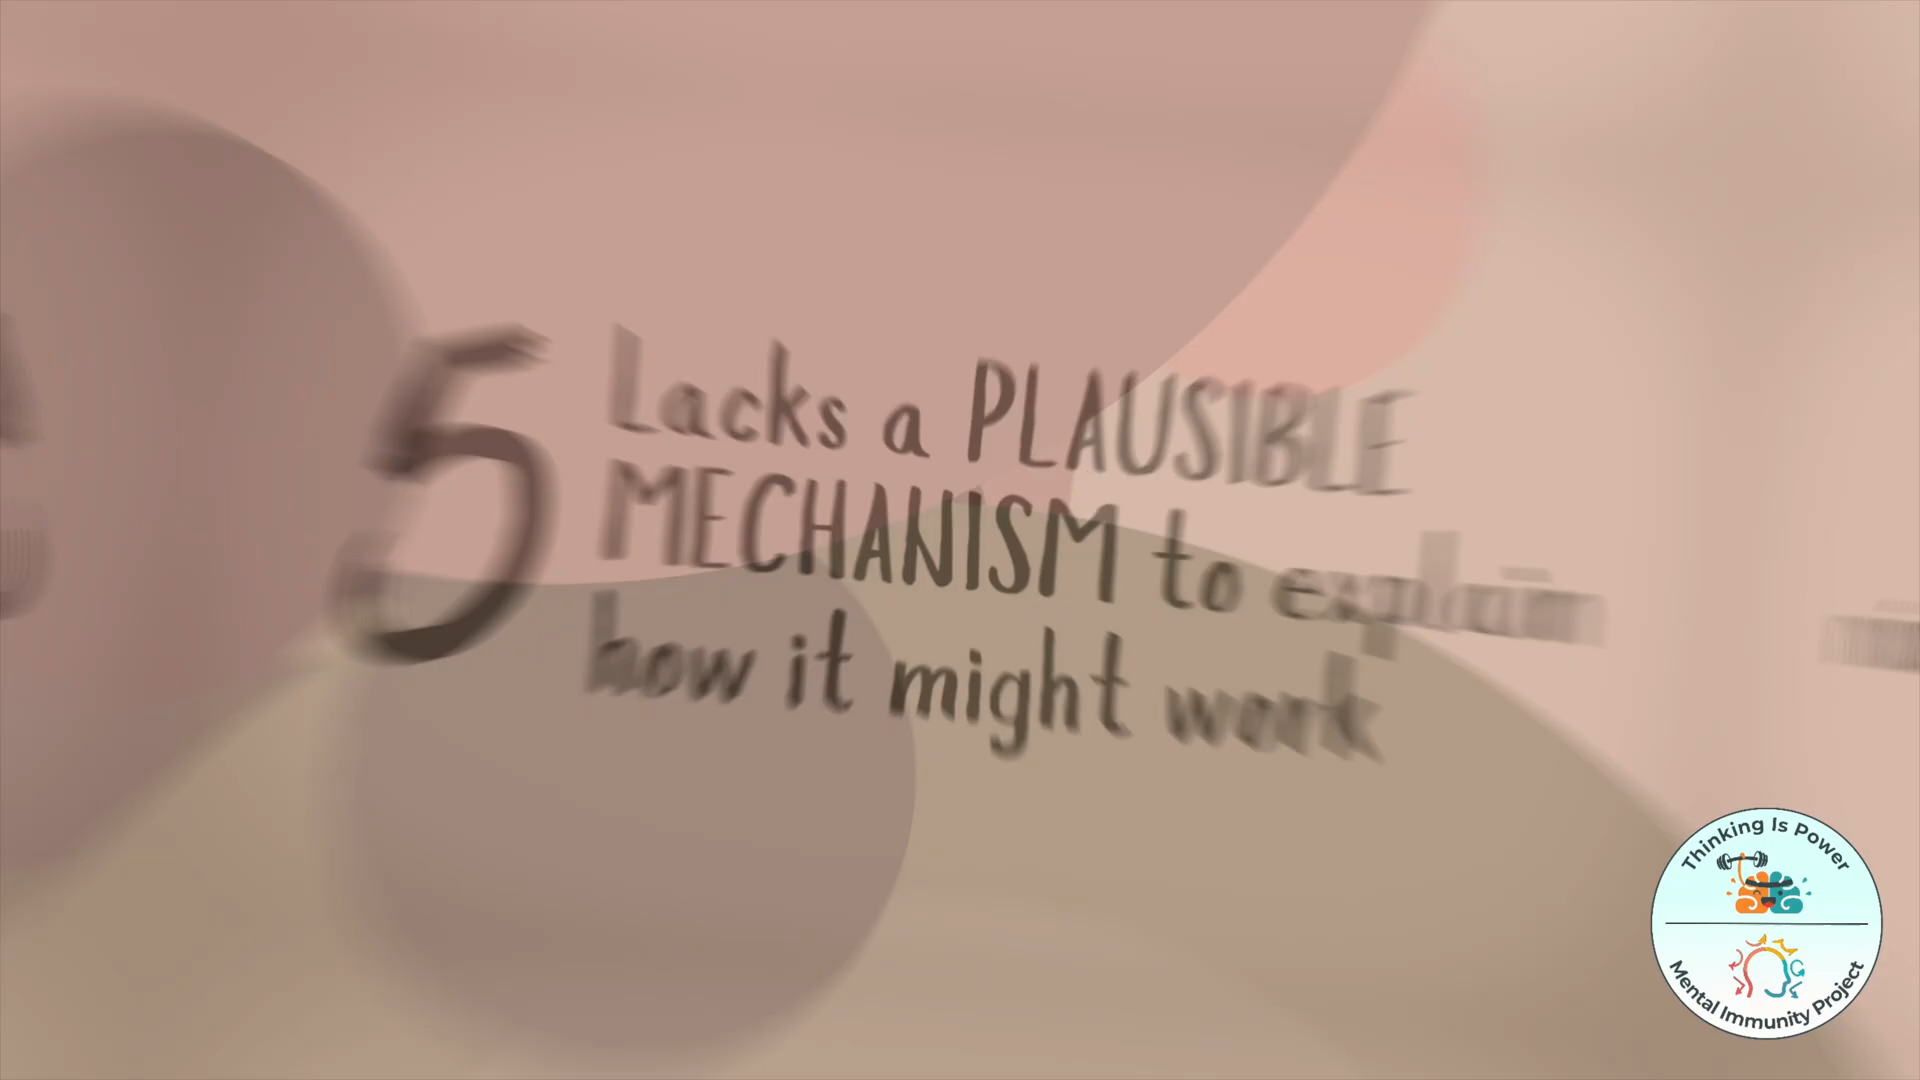 5
Lacks a PLAUSIBLE
MECHANISM to explain
how it might work
Thinking Is Power
Mental Immunity Project